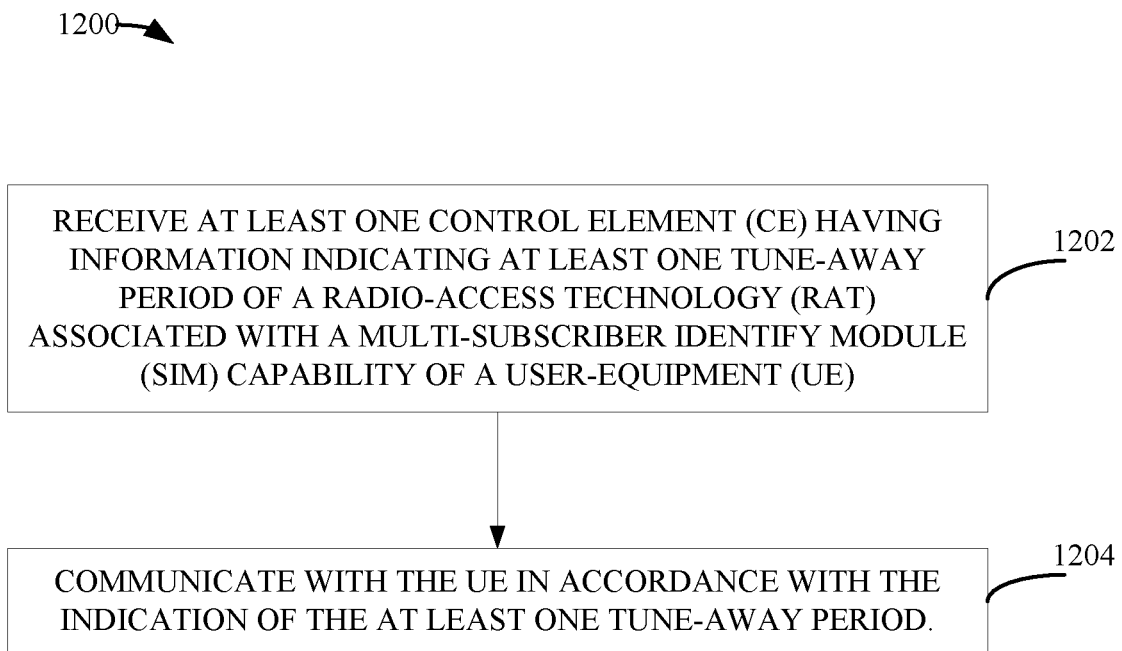 1200
RECEIVE AT LEAST ONE CONTROL ELEMENT (CE) HAVING
INFORMATION INDICATING AT LEAST ONE TUNE-AWAY
PERIOD OF A RADIO-ACCESS TECHNOLOGY (RAT)
ASSOCIATED WITH A MULTI-SUBSCRIBER IDENTIFY MODULE
(SIM) CAPABILITY OF A USER-EQUIPMENT (UE)
1202
COMMUNICATE WITH THE UE IN ACCORDANCE WITH THE
INDICATION OF THE AT LEAST ONE TUNE-AWAY PERIOD.
1204